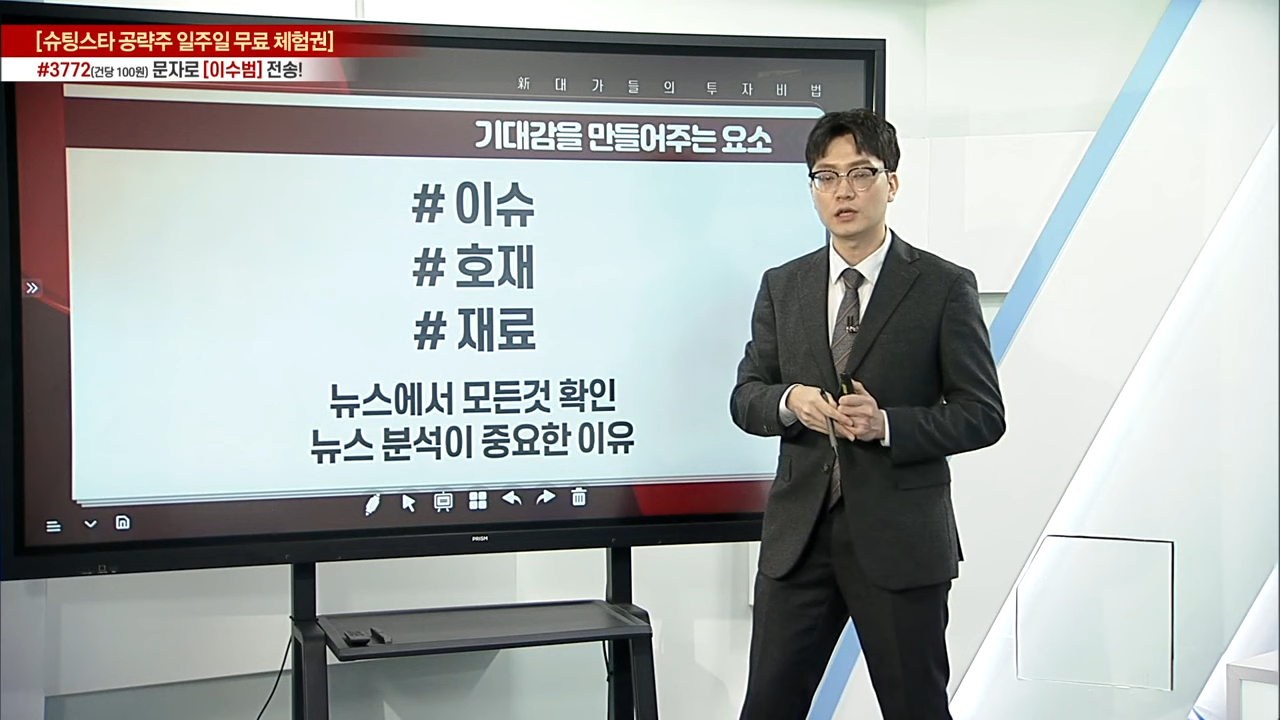 [슈팅스타 공략주 일주일 무료 체험권]
#3772(건당 100원) 문자로 [이수범] 전송!
新 대가들의 투자비법
기대감을 만들어주는 요소
# 이슈
# 호재
# 재료
뉴스에서 모든것 확인
뉴스 분석이 중요한 이유
PRISM